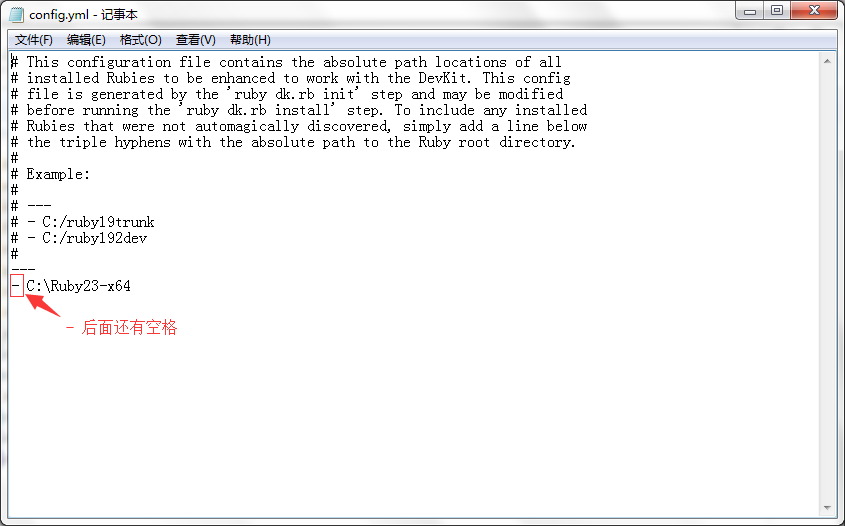 config.yml - 记事本
文件(F) 编辑(E) 格式(O) 查看(V) 帮助(H)
# This configuration file contains the absolute path locations of all
# installed Rubies to be enhanced to work with the DevKit. This config
# file is generated by the 'ruby dk.rb init' step and may be modified
# before running the 'ruby dk.rb install' step. To include any installed
# Rubies that were not automagically discovered, simply add a line below
# the triple hyphens with the absolute path to the Ruby root directory.
#
# Example:
#
# ---
# - C:/ruby19trunk
# - C:/ruby192dev
#
---
- C:\Ruby23-x64
- 后面还有空格